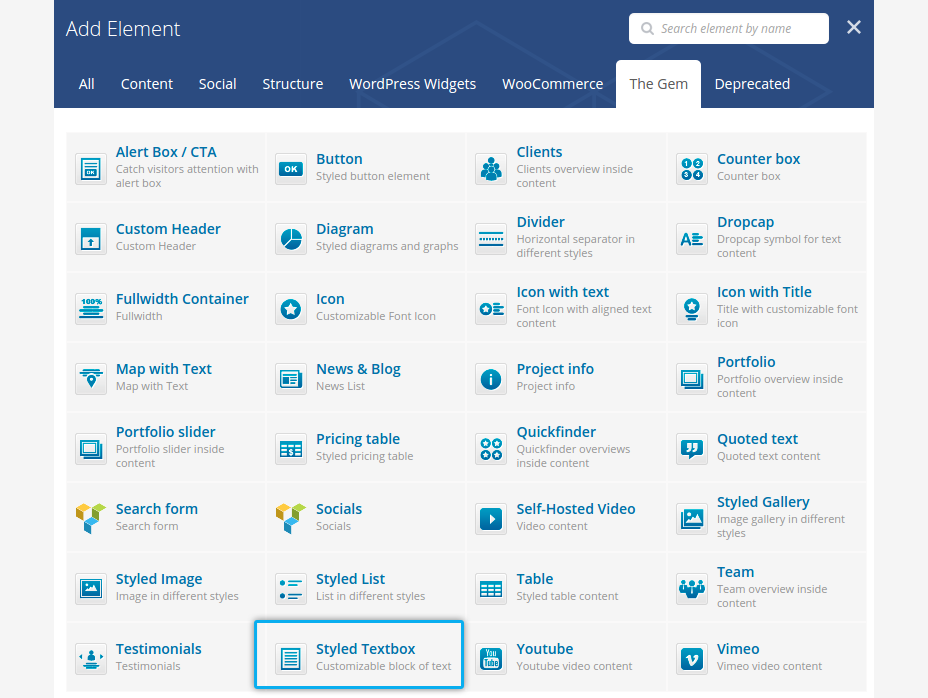 Add Element
Search element by name
All
Content
Social
Structure
WordPress Widgets
WooCommerce
The Gem
Deprecated
OK
Alert Box / CTA
Catch visitors attention with
alert box
OK
Button
Styled button element
Clients
Clients overview inside
content
1 2
3 4
Counter box
Counter box
Custom Header
Custom Header
Diagram
Styled diagrams and graphs
Divider
Horizontal separator in
different styles
A
Dropcap
Dropcap symbol for text
content
100%
Fullwidth Container
Fullwidth
Icon
Customizable Font Icon
Icon with text
Font Icon with aligned text
content
Icon with Title
Title with customizable font
icon
Map with Text
Map with Text
News & Blog
News List
i
Project info
Project info
Portfolio
Portfolio overview inside
content
Portfolio slider
Portfolio slider inside
content
$
Pricing table
Styled pricing table
Quickfinder
Quickfinder overviews
inside content
Quoted text
Quoted text content
Search form
Search form
Socials
Socials
Self-Hosted Video
Video content
Styled Gallery
Image gallery in different
styles
Styled Image
Image in different styles
Styled List
List in different styles
Table
Styled table content
Team
Team overview inside
content
Testimonials
Testimonials
Styled Textbox
Customizable block of text
You
Tube
Youtube
Youtube video content
v
Vimeo
Vimeo video content